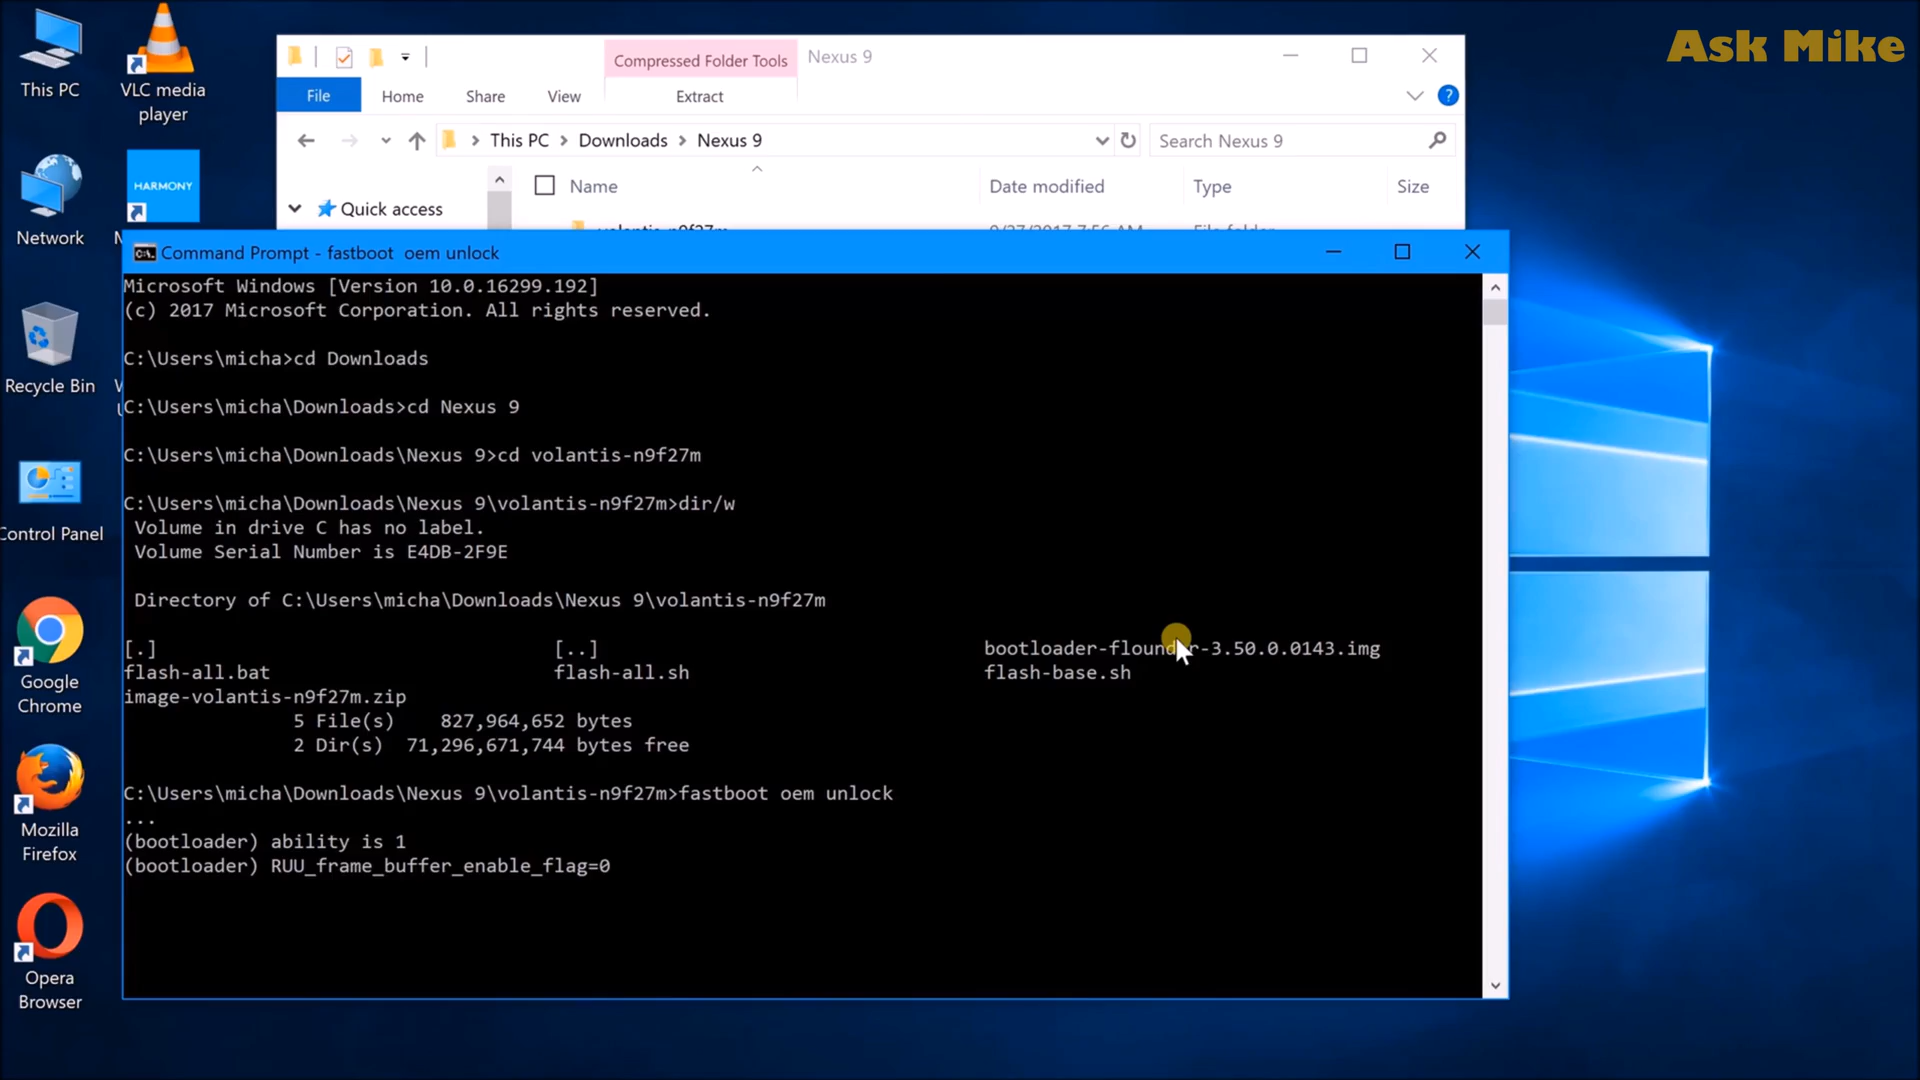 Ask Mike
This PC
VLC media
player
Network
HARMONY
Recycle Bin
Control Panel
Google
Chrome
Mozilla
Firefox
Opera
Browser
Compressed Folder Tools
Nexus 9
File
Home
Share
View
Extract
This PC > Downloads > Nexus 9
Search Nexus 9
Name
Date modified
Type
Size
Quick access
volantis-n9f27m
File folder
Command Prompt - fastboot  oem unlock
Microsoft Windows [Version 10.0.16299.192]
(c) 2017 Microsoft Corporation. All rights reserved.
C:\Users\micha>cd Downloads
C:\Users\micha\Downloads>cd Nexus 9
C:\Users\micha\Downloads\Nexus 9>cd volantis-n9f27m
C:\Users\micha\Downloads\Nexus 9\volantis-n9f27m>dir/w
Volume in drive C has no label.
Volume Serial Number is E4DB-2F9E
Directory of C:\Users\micha\Downloads\Nexus 9\volantis-n9f27m
[.] [..] bootloader-flounder-3.50.0.0143.img
flash-all.bat flash-all.sh flash-base.sh
image-volantis-n9f27m.zip
5 File(s) 827,964,652 bytes
2 Dir(s) 71,296,671,744 bytes free
C:\Users\micha\Downloads\Nexus 9\volantis-n9f27m>fastboot oem unlock
...
(bootloader) ability is 1
(bootloader) RUU_frame_buffer_enable_flag=0